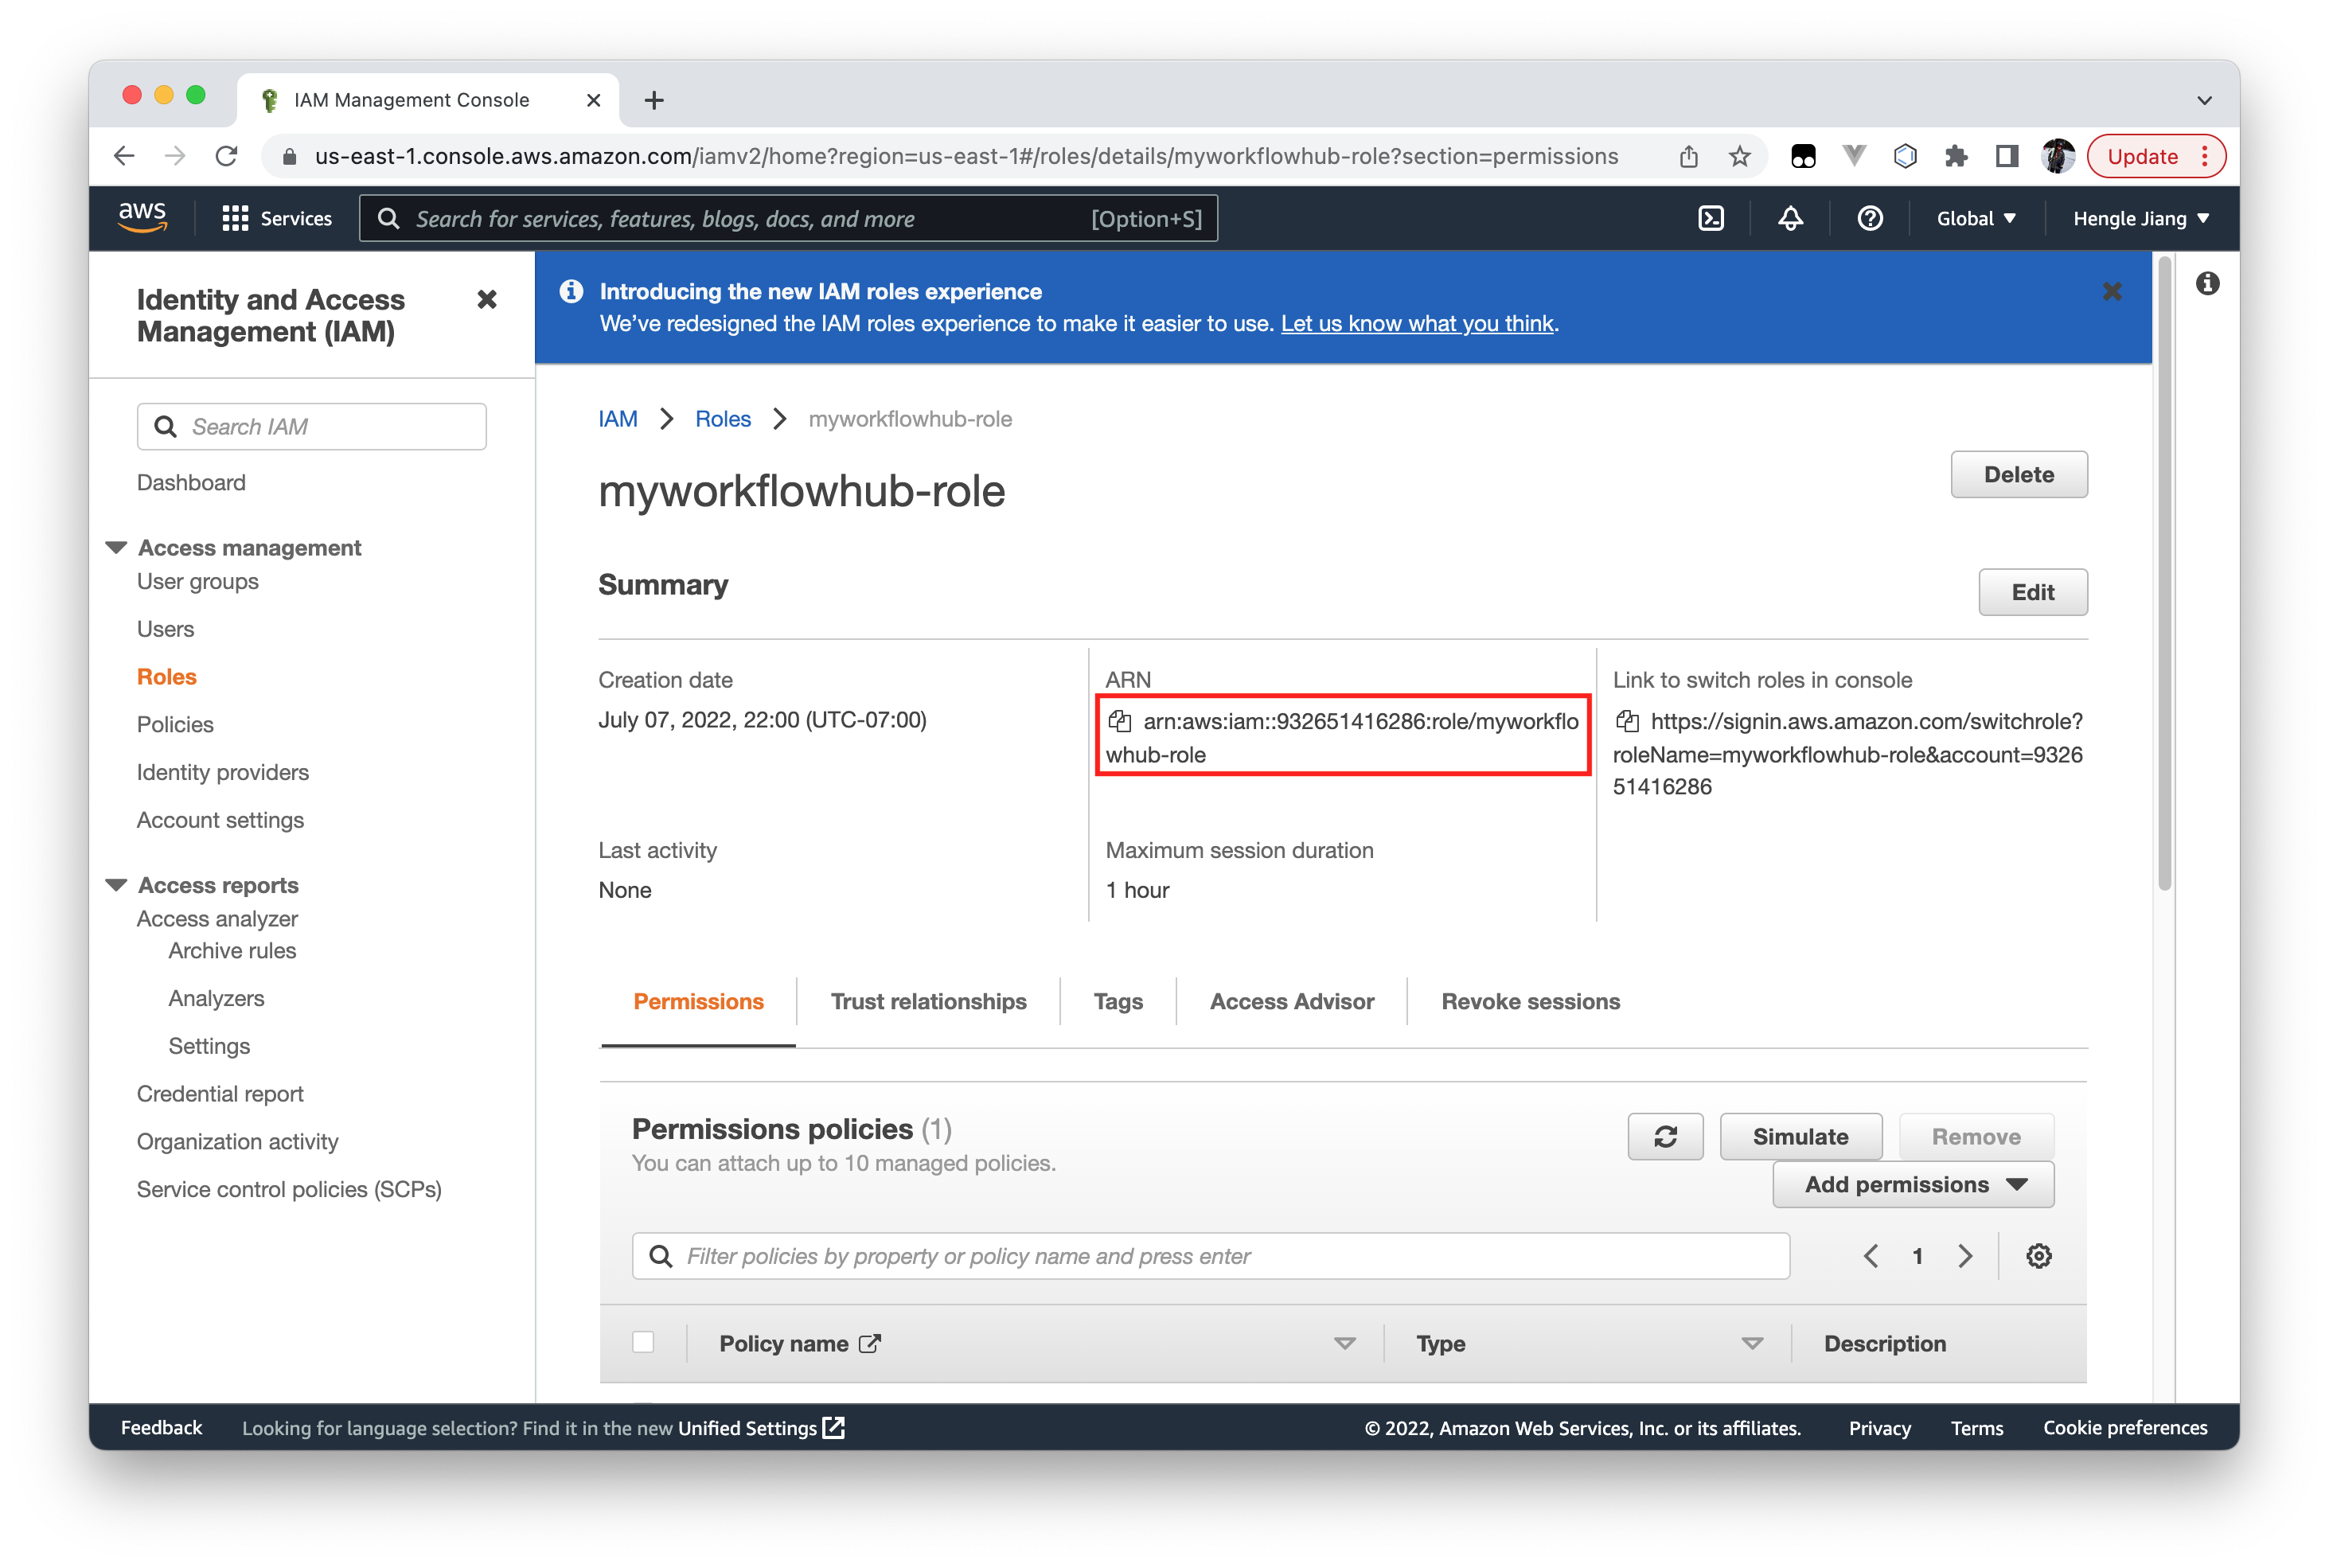 IAM Management Console
us-east-1.console.aws.amazon.com/iamv2/home?region=us-east-1#/roles/details/myworkflowhub-role?section=permissions
Update
aws
Services
Search for services, features, blogs, docs, and more
[Option+S]
Global
Hengle Jiang
Identity and Access
Management (IAM)
Search IAM
Dashboard
Access management
User groups
Users
Roles
Policies
Identity providers
Account settings
Access reports
Access analyzer
Archive rules
Analyzers
Settings
Credential report
Organization activity
Service control policies (SCPs)
Introducing the new IAM roles experience
We've redesigned the IAM roles experience to make it easier to use. Let us know what you think.
IAM
Roles
myworkflowhub-role
myworkflowhub-role
Delete
Summary
Edit
Creation date
July 07, 2022, 22:00 (UTC-07:00)
ARN
arn:aws:iam::932651416286:role/myworkflo
whub-role
Link to switch roles in console
https://signin.aws.amazon.com/switchrole?
roleName=myworkflowhub-role&account=9326
51416286
Last activity
None
Maximum session duration
1 hour
Permissions
Trust relationships
Tags
Access Advisor
Revoke sessions
Permissions policies (1)
You can attach up to 10 managed policies.
Simulate
Remove
Add permissions
Filter policies by property or policy name and press enter
1
Policy name
Type
Description
Feedback
Looking for language selection? Find it in the new Unified Settings
© 2022, Amazon Web Services, Inc. or its affiliates.
Privacy
Terms
Cookie preferences